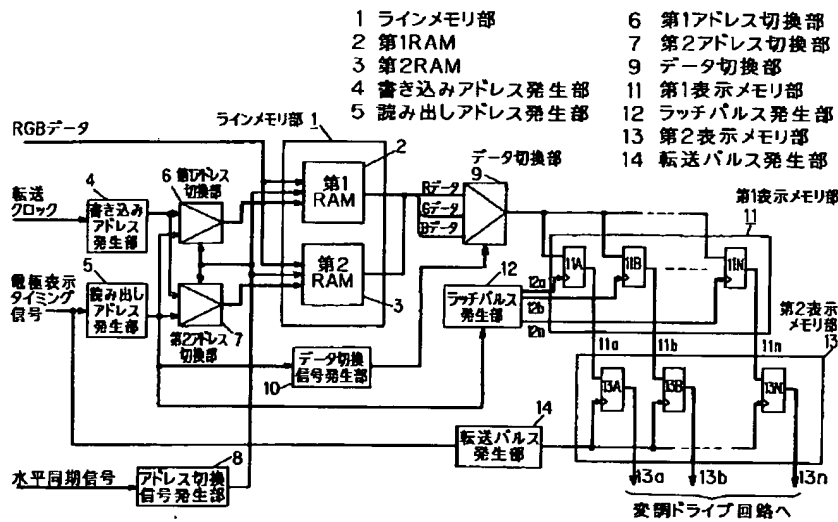 1 ラインメモリ部
2 第1RAM
3 第2RAM
4 書き込みアドレス発生部
5 読み出しアドレス発生部
6 第1アドレス切換部
7 第2アドレス切換部
9 データ切換部
11 第1表示メモリ部
12 ラッチパルス発生部
13 第2表示メモリ部
14 転送パルス発生部
RGBデータ
ラインメモリ部 1
転送
クロック
4
書き込み
アドレス
発生部
6 第1アドレス
切換部
2
第1
RAM
データ切換部
9
Rデータ
Gデータ
Bデータ
第1表示メモリ部
11
11A
11B
11N
電極表示
タイミング
信号
5
読み出し
アドレス
発生部
7
第2アドレス
切換部
第2
RAM
3
12
ラッチパルス
発生部
12a
12b
12n
第2表示
メモリ部
13
データ切換
信号発生部
10
11a
11b
11n
13A
13B
13N
14
転送パルス
発生部
水平同期信号
8
アドレス切換
信号発生部
13a
13b
13n
変調ドライブ回路へ